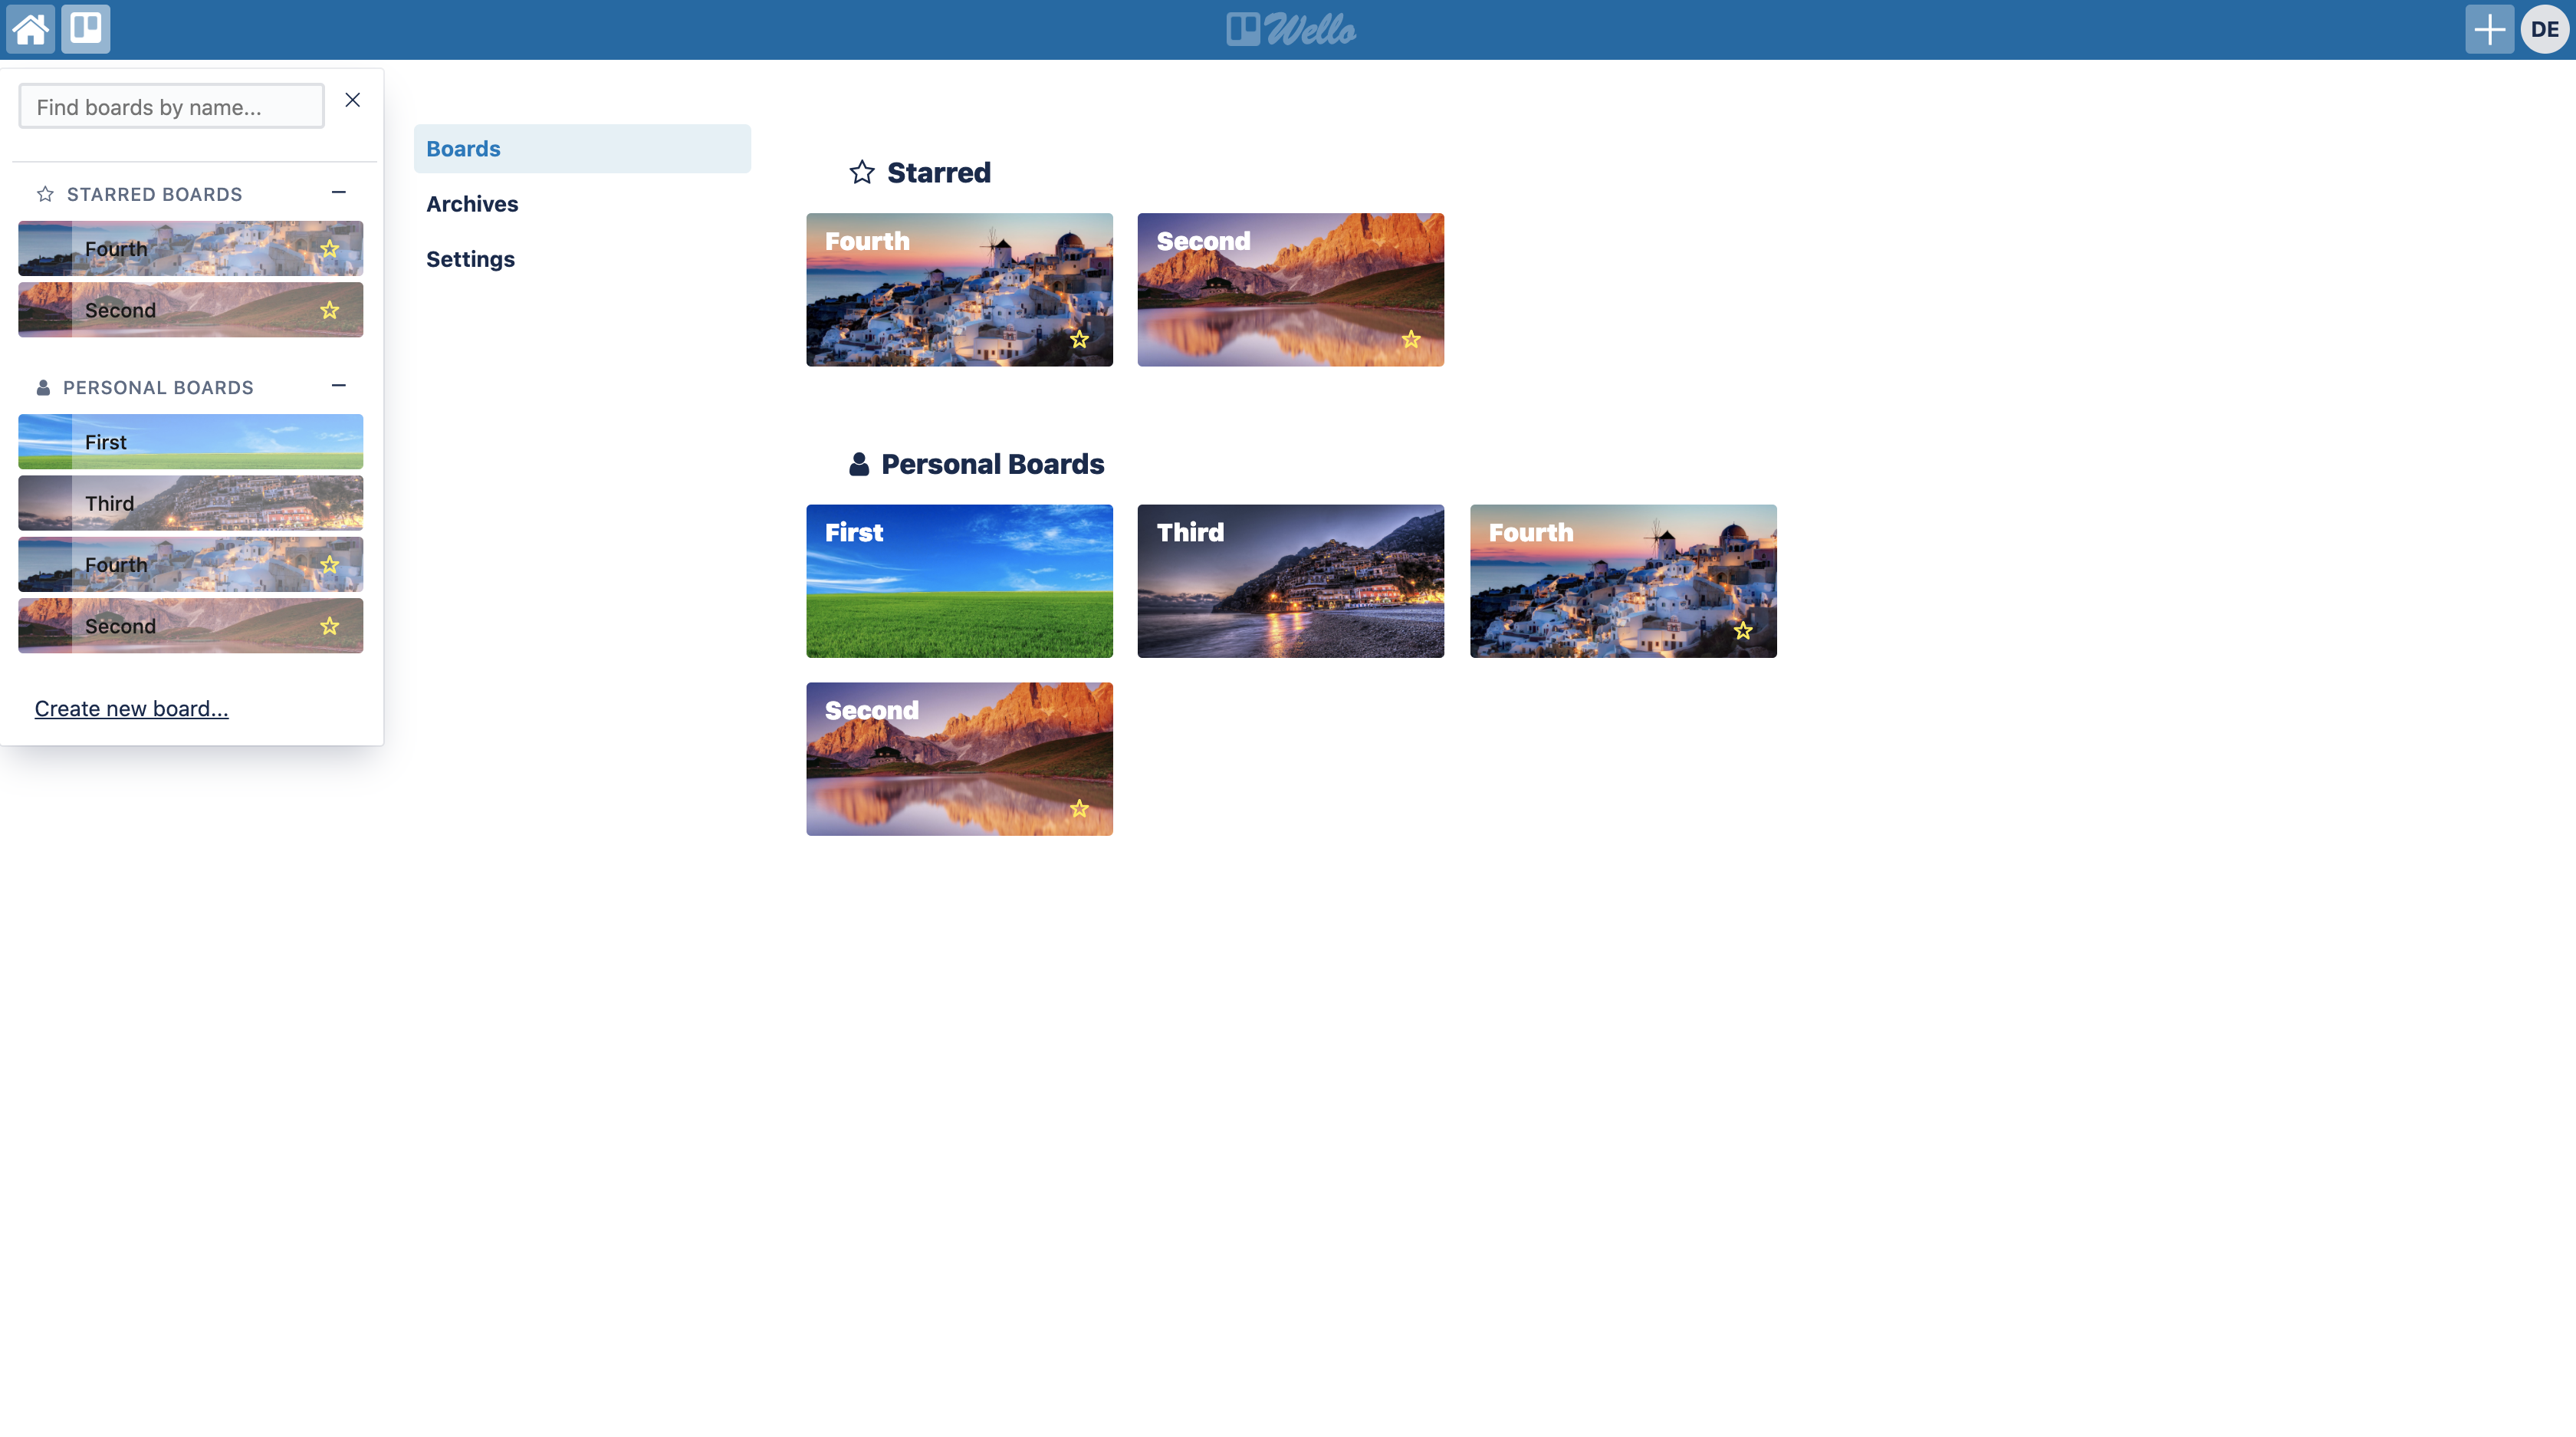 Wello
DE
Find boards by name...
STARRED BOARDS
Fourth
Second
PERSONAL BOARDS
First
Third
Fourth
Second
Create new board...
Boards
Archives
Settings
Starred
Fourth
Second
Personal Boards
First
Third
Fourth
Second